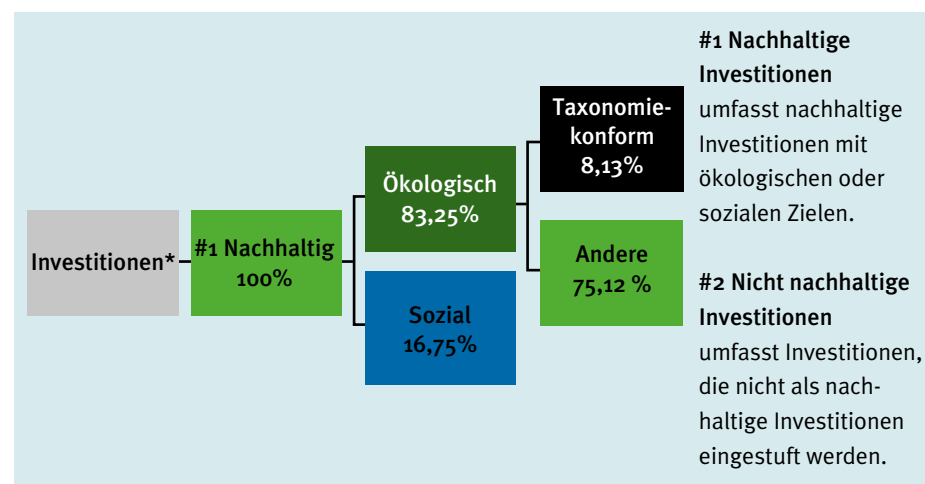 Investitionen*
#1 Nachhaltig
100%
Ökologisch
83,25%
Sozial
16,75%
Taxonomie-
konform
8,13%
Andere
75,12 %
#1 Nachhaltige
Investitionen
umfasst nachhaltige
Investitionen mit
ökologischen oder
sozialen Zielen.
#2 Nicht nachhaltige
Investitionen
umfasst Investitionen,
die nicht als nach-
haltige Investitionen
eingestuft werden.